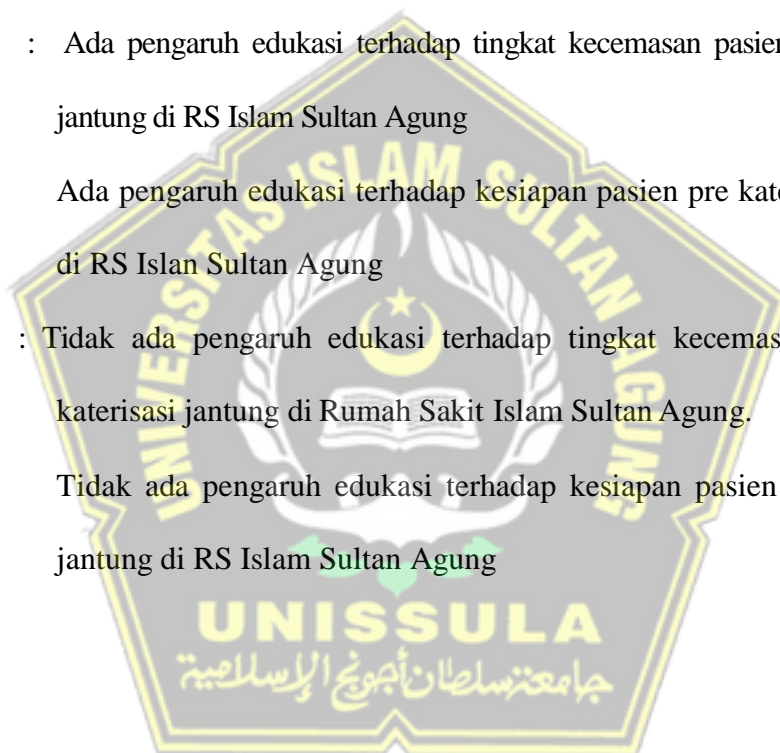 : Ada pengaruh edukasi terhadap tingkat kecemasan pasien
jantung di RS Islam Sultan Agung
Ada pengaruh edukasi terhadap kesiapan pasien pre kate
di RS Islan Sultan Agung
: Tidak ada pengaruh edukasi terhadap tingkat kecemas
katerisasi jantung di Rumah Sakit Islam Sultan Agung.
Tidak ada pengaruh edukasi terhadap kesiapan pasien
jantung di RS Islam Sultan Agung
UNIVERSITAS ISLAM SULTAN AGUNG
UNISSULA
جامعة سلطان أجونج الإسلامية